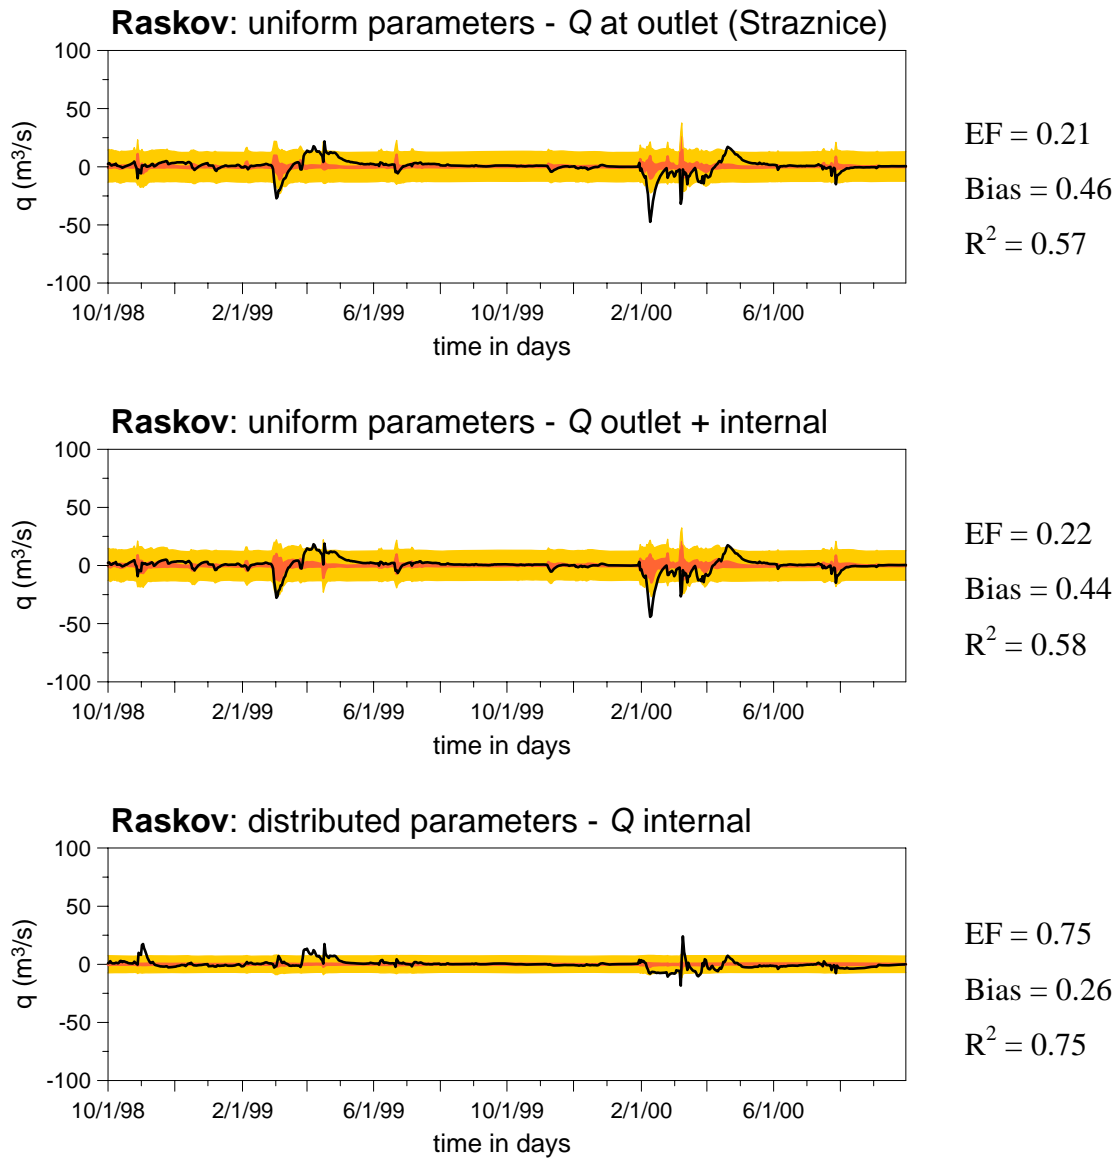 Raskov: uniform parameters - Q at outlet (Straznice)
100
50
0
-50
-100
q (m³/s)
10/1/98 2/1/99 6/1/99 10/1/99 2/1/00 6/1/00
time in days
EF = 0.21
Bias = 0.46
R² = 0.57
Raskov: uniform parameters - Q outlet + internal
100
50
0
-50
-100
q (m³/s)
10/1/98 2/1/99 6/1/99 10/1/99 2/1/00 6/1/00
time in days
EF = 0.22
Bias = 0.44
R² = 0.58
Raskov: distributed parameters - Q internal
100
50
0
-50
-100
q (m³/s)
10/1/98 2/1/99 6/1/99 10/1/99 2/1/00 6/1/00
time in days
EF = 0.75
Bias = 0.26
R² = 0.75